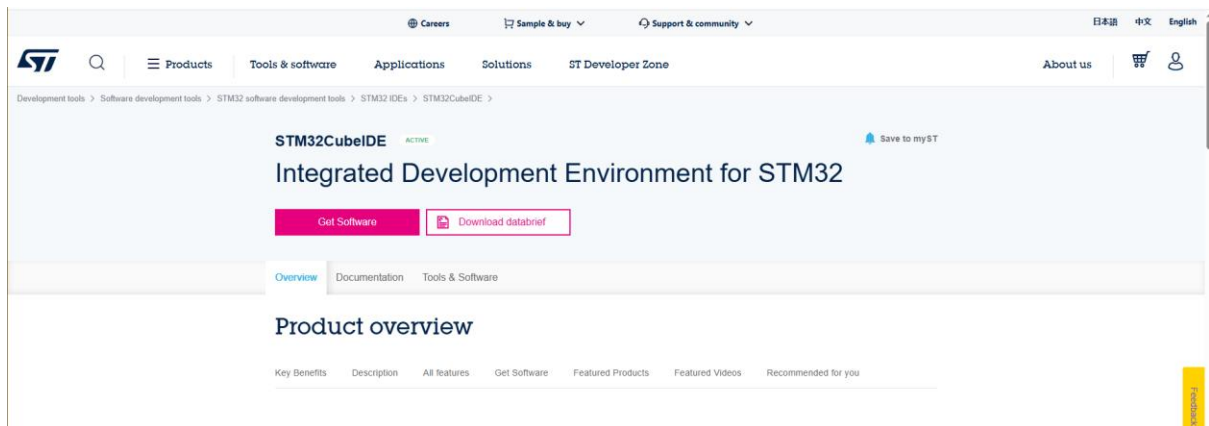 Careers Sample & buy Support & community 日本語 中文 English
ST Products Tools & software Applications Solutions ST Developer Zone About us
Development tools > Software development tools > STM32 software development tools > STM32 IDEs > STM32CubeIDE >
STM32CubeIDE ACTIVE Save to myST
Integrated Development Environment for STM32
Get Software Download databrief
Overview Documentation Tools & Software
Product overview
Key Benefits Description All features Get Software Featured Products Featured Videos Recommended for you
Feedback